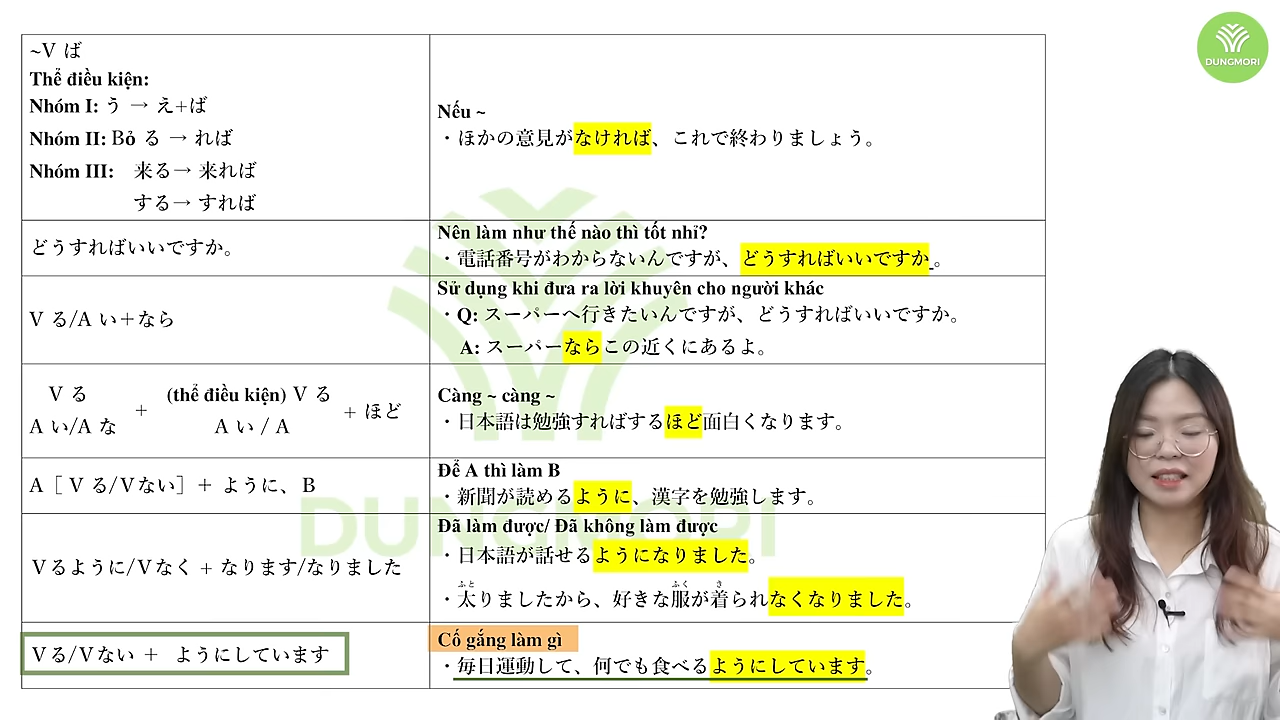 DUNGMORI
~V ば
Thể điều kiện:
Nhóm I: う → え+ば
Nhóm II: Bỏ る → れば
Nhóm III: 来る→ 来れば
する→ すれば
Nếu ~
・ほかの意見がなければ、これで終わりましょう。
どうすればいいですか。
Nên làm như thế nào thì tốt nhỉ?
・電話番号がわからないんですが、どうすればいいですか 。
V る/A い＋なら
Sử dụng khi đưa ra lời khuyên cho người khác
・Q: スーパーへ行きたいんですが、どうすればいいですか。
A: スーパーならこの近くにあるよ。
V る + (thể điều kiện) V る + ほど
A い/A な A い / A
Càng ~ càng ~
・日本語は勉強すればするほど面白くなります。
A［V る/Vない］＋ ように、B
Để A thì làm B
・新聞が読めるように、漢字を勉強します。
Vるように/Vなく + なります/なりました
Đã làm được/ Đã không làm được
・日本語が話せるようになりました。
ふと ふく き
・太りましたから、好きな服が着られなくなりました。
Vる/Vない ＋ ようにしています
Cố gắng làm gì
・毎日運動して、何でも食べるようにしています。
DUNGMORI